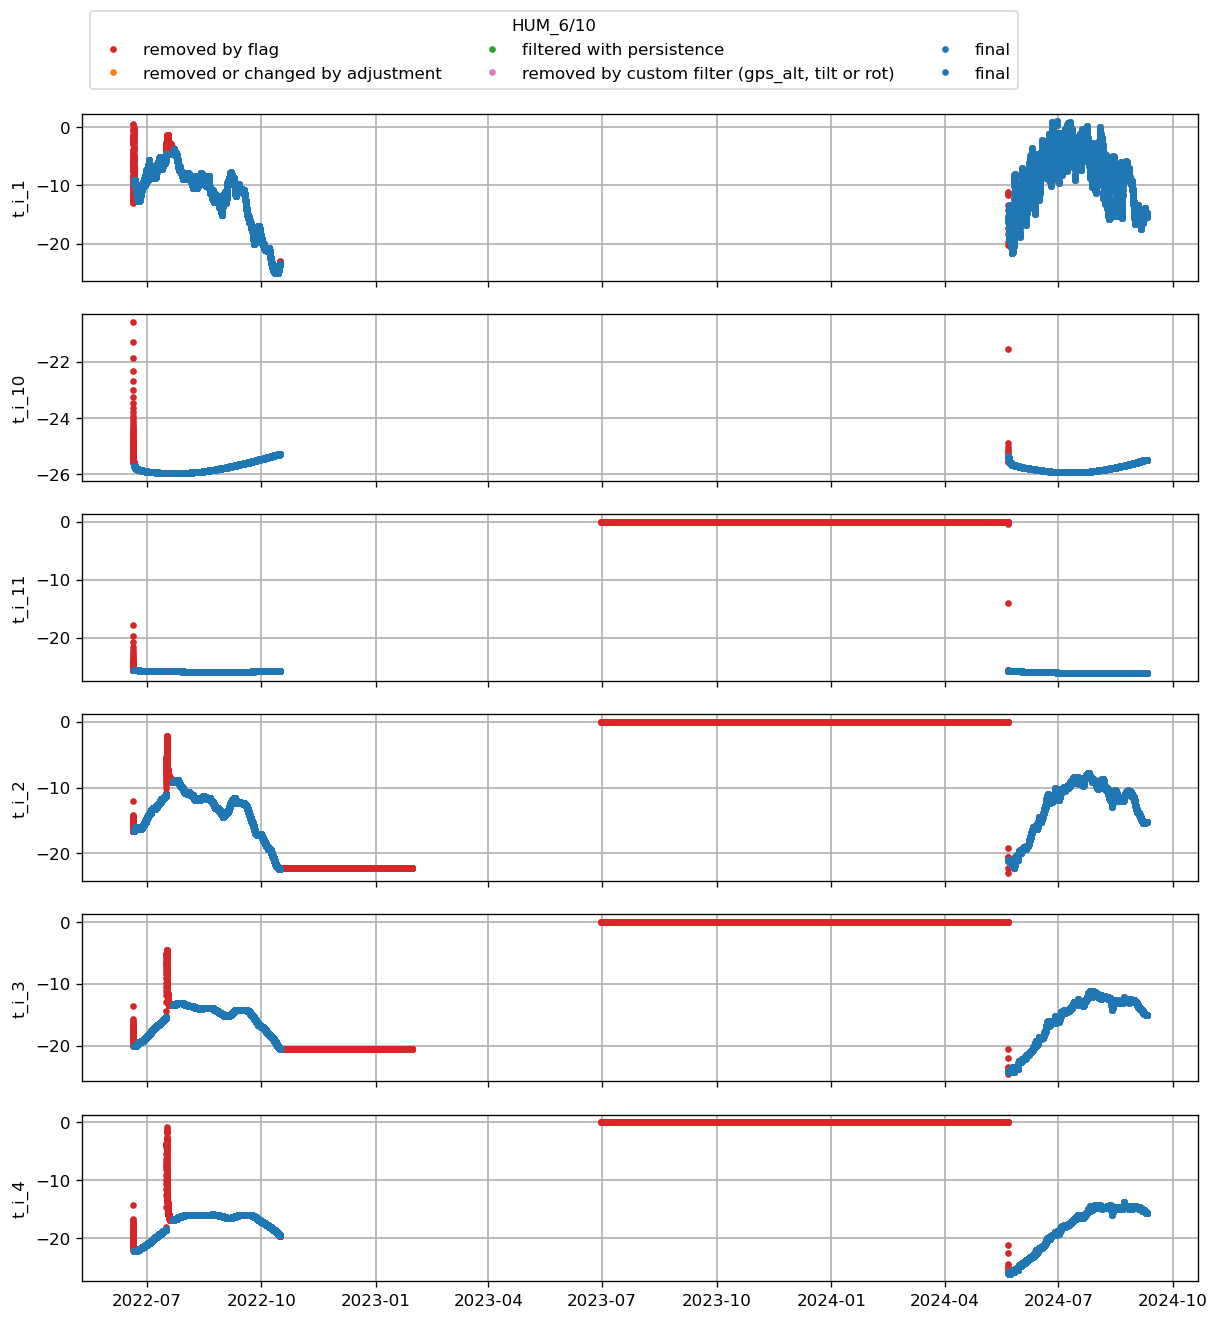 HUM_6/10
removed by flag
filtered with persistence
final
removed or changed by adjustment
removed by custom filter (gps_alt, tilt or rot)
final
0
−10
−20
t_i_1
−22
−24
−26
t_i_10
0
−10
−20
t_i_11
0
−10
−20
t_i_2
0
−10
−20
t_i_3
0
−10
−20
t_i_4
2022-07 2022-10 2023-01 2023-04 2023-07 2023-10 2024-01 2024-04 2024-07 2024-10